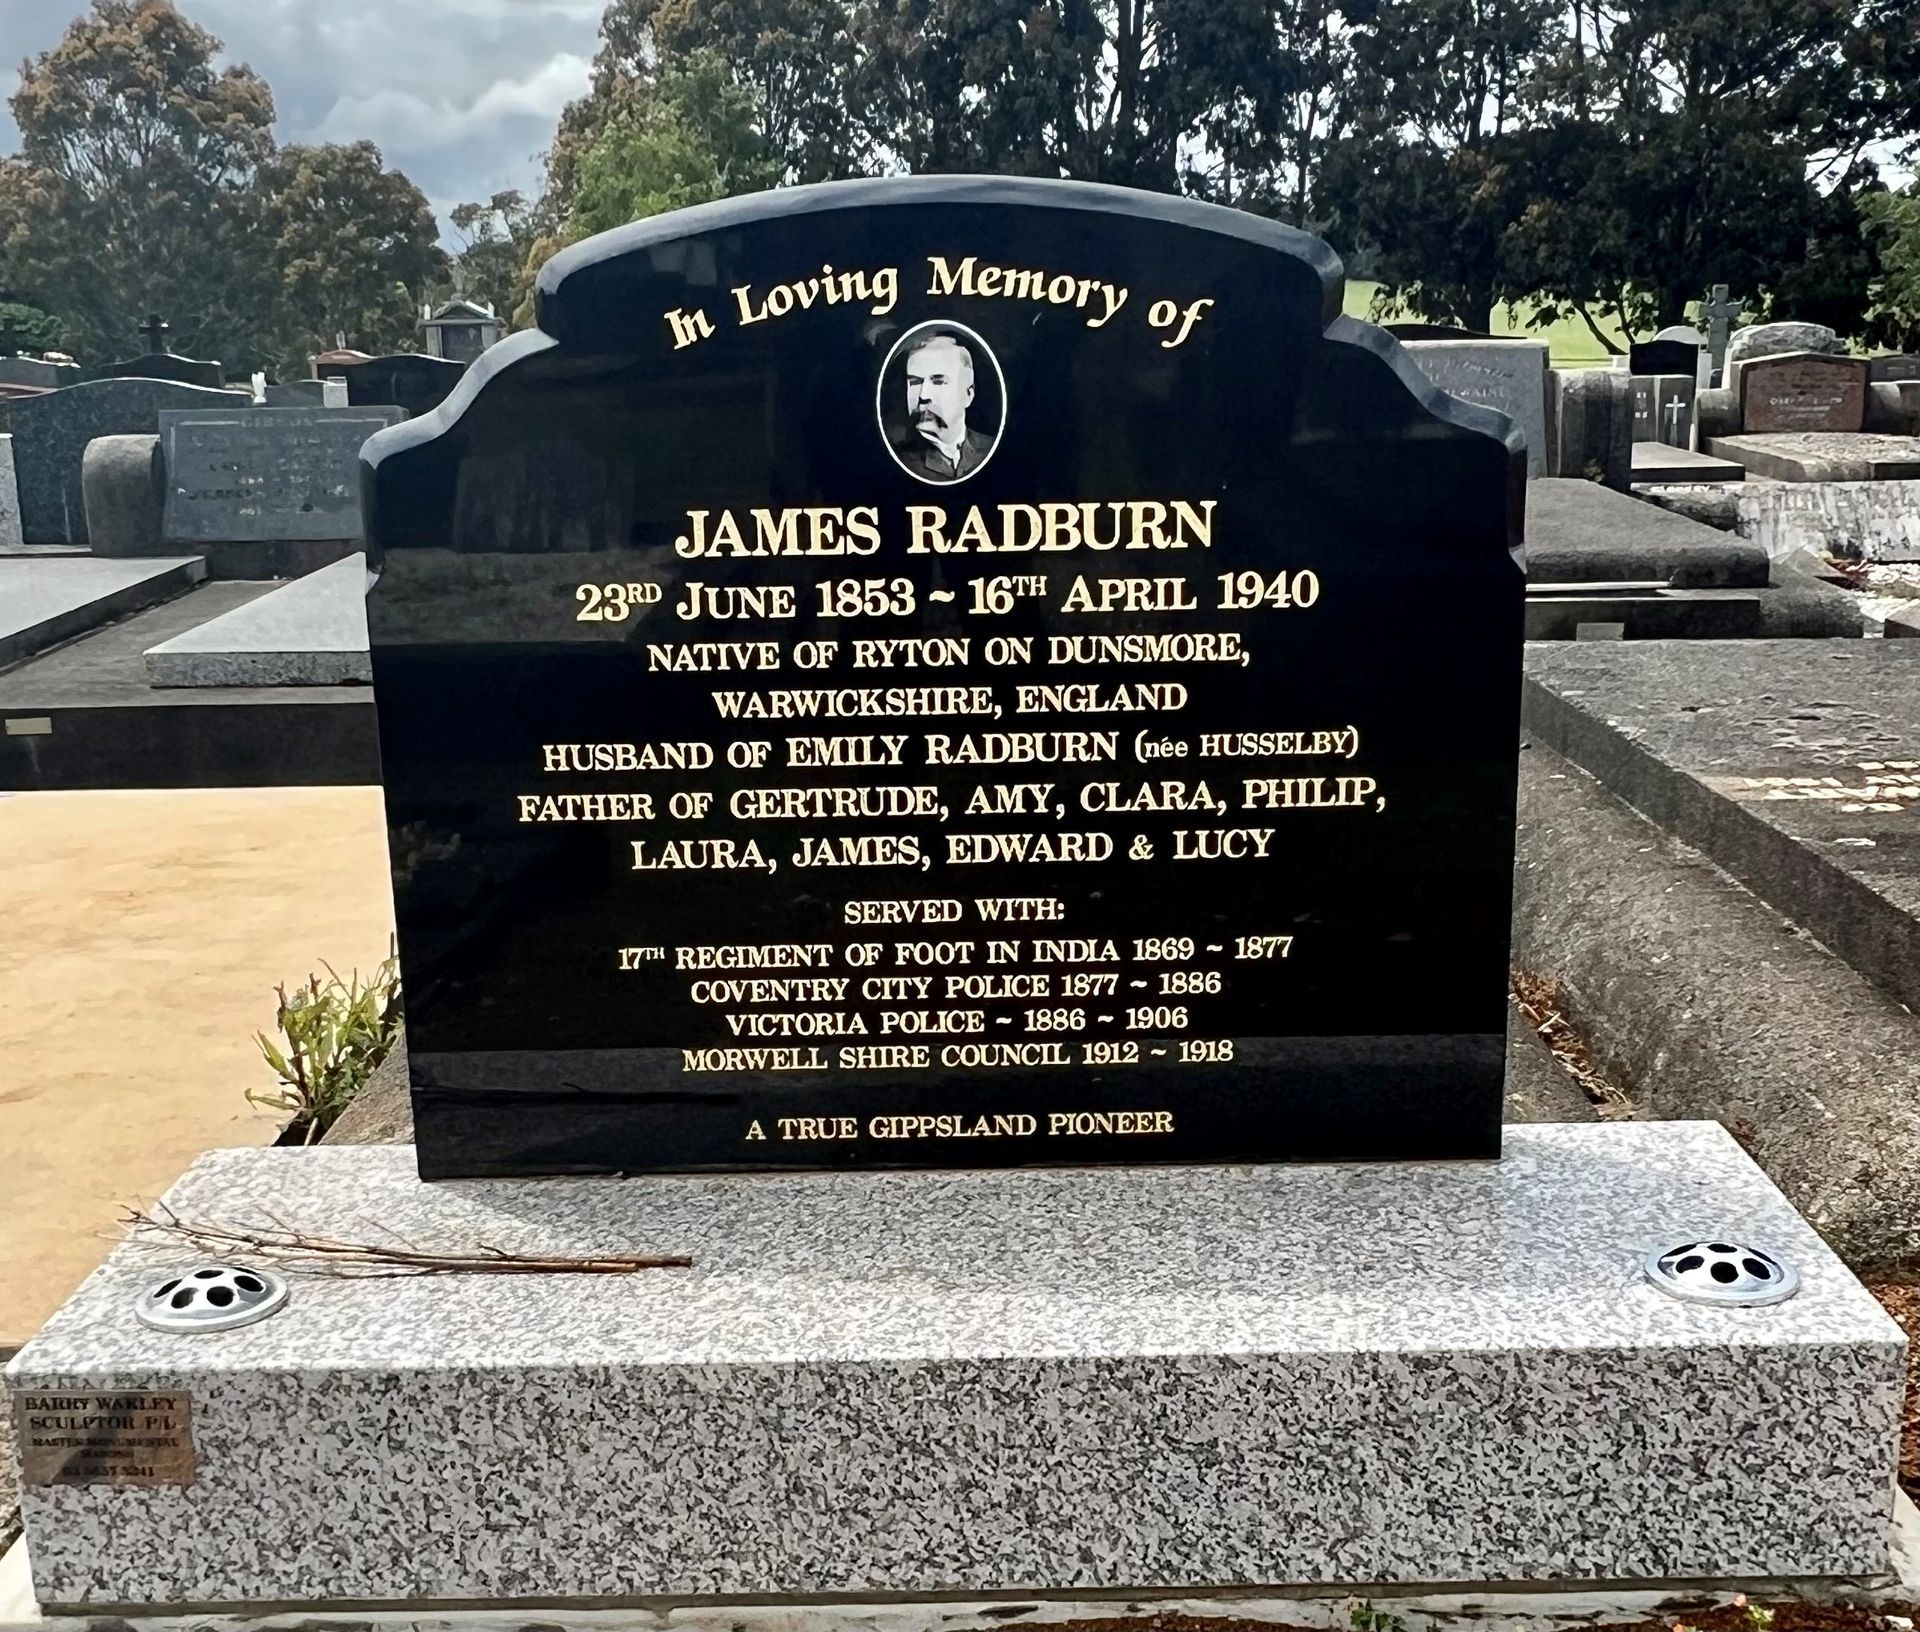 In Loving Memory of
JAMES RADBURN
23RD JUNE 1853 ~ 16TH APRIL 1940
NATIVE OF RYTON ON DUNSMORE,
WARWICKSHIRE, ENGLAND
HUSBAND OF EMILY RADBURN (née HUSSELBY)
FATHER OF GERTRUDE, AMY, CLARA, PHILIP,
LAURA, JAMES, EDWARD & LUCY
SERVED WITH:
17TH REGIMENT OF FOOT IN INDIA 1869 ~ 1877
COVENTRY CITY POLICE 1877 ~ 1886
VICTORIA POLICE ~ 1886 ~ 1906
MORWELL SHIRE COUNCIL 1912 ~ 1918
A TRUE GIPPSLAND PIONEER
BARRY WAKLEY
SCULPTOR P/L
MASTER MONUMENTAL